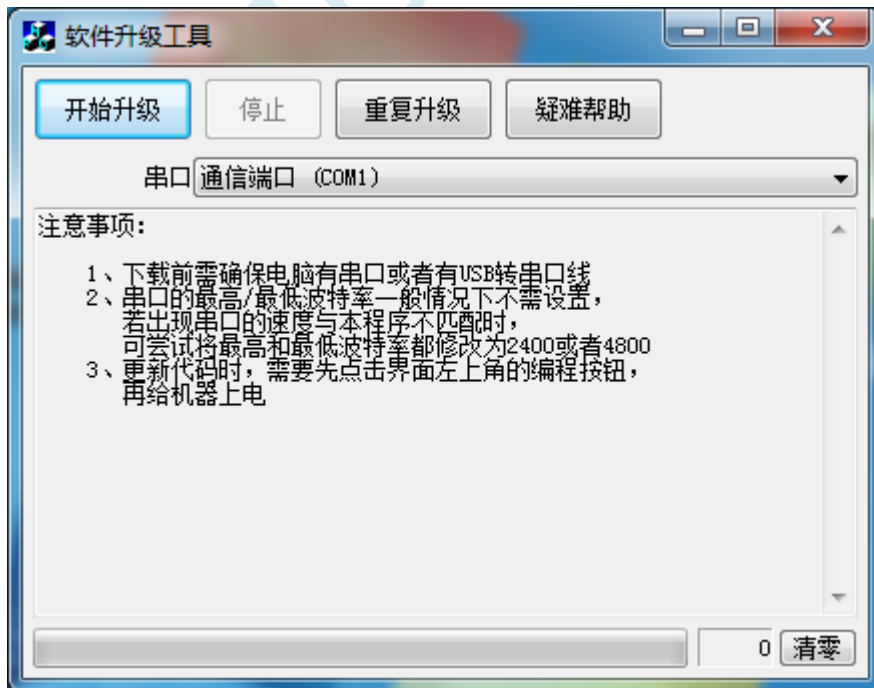 软件升级工具
开始升级 停止 重复升级 疑难帮助
串口 通信端口 (COM1)
注意事项:
1、下载前需确保电脑有串口或者有USB转串口线
2、串口的最高/最低波特率一般情况下不需设置,
若出现串口的速度与本程序不匹配时,
可尝试将最高和最低波特率都修改为2400或者4800
3、更新代码时,需要先点击界面左上角的编程按钮,
再给机器上电
0 清零